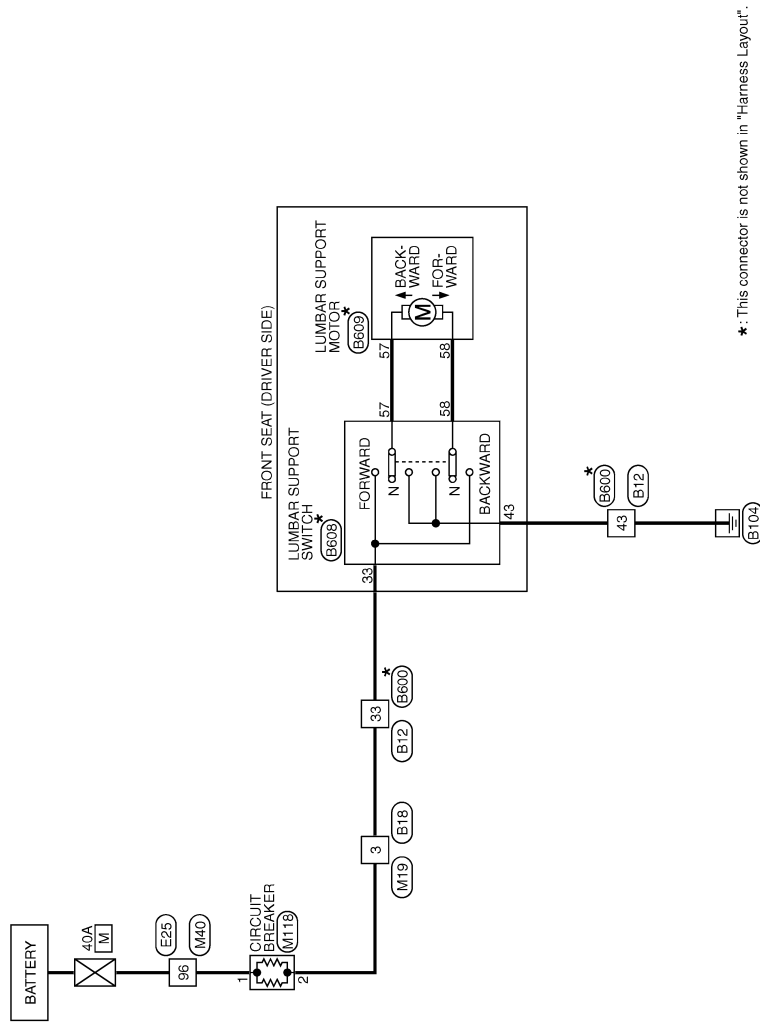 BATTERY
40A
M
96
E25
M40
1
CIRCUIT
BREAKER
M118
2
3
M19
B18
33
B12
B600
*
FRONT SEAT (DRIVER SIDE)
LUMBAR SUPPORT
SWITCH
*
B608
33
FORWARD
N
N
BACKWARD
43
57
58
LUMBAR SUPPORT
MOTOR
*
B609
57
58
M
BACK-
WARD
FOR-
WARD
43
*
B600
B12
B104
*: This connector is not shown in "Harness Layout".